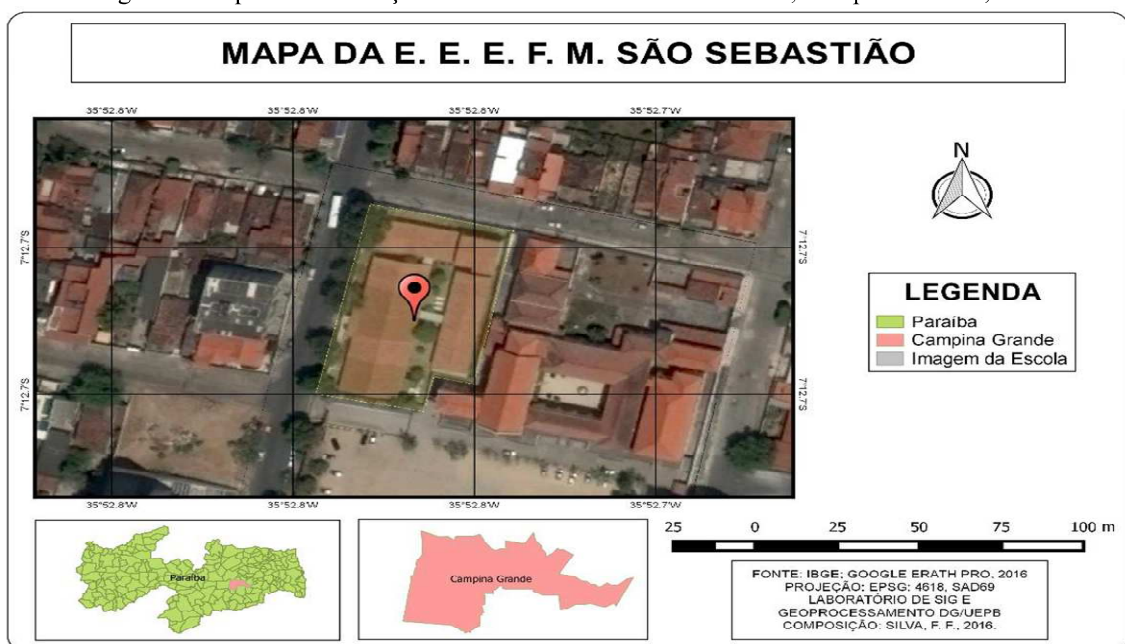 MAPA DA E. E. E. F. M. SÃO SEBASTIÃO
35°52.8'W 35°52.8'W 35°52.8'W 35°52.7'W
N
7°12.7'S 7°12.7'S
LEGENDA
Paraíba
Campina Grande
Imagem da Escola
7°12.7'S 7°12.7'S
35°52.8'W 35°52.8'W 35°52.8'W 35°52.7'W
25 0 25 50 75 100 m
Paraíba
Campina Grande
FONTE: IBGE; GOOGLE ERATH PRO, 2016
PROJEÇÃO: EPSG: 4618, SAD69
LABORATÓRIO DE SIG E
GEOPROCESSAMENTO DG/UEPB
COMPOSIÇÃO: SILVA, F. F., 2016.